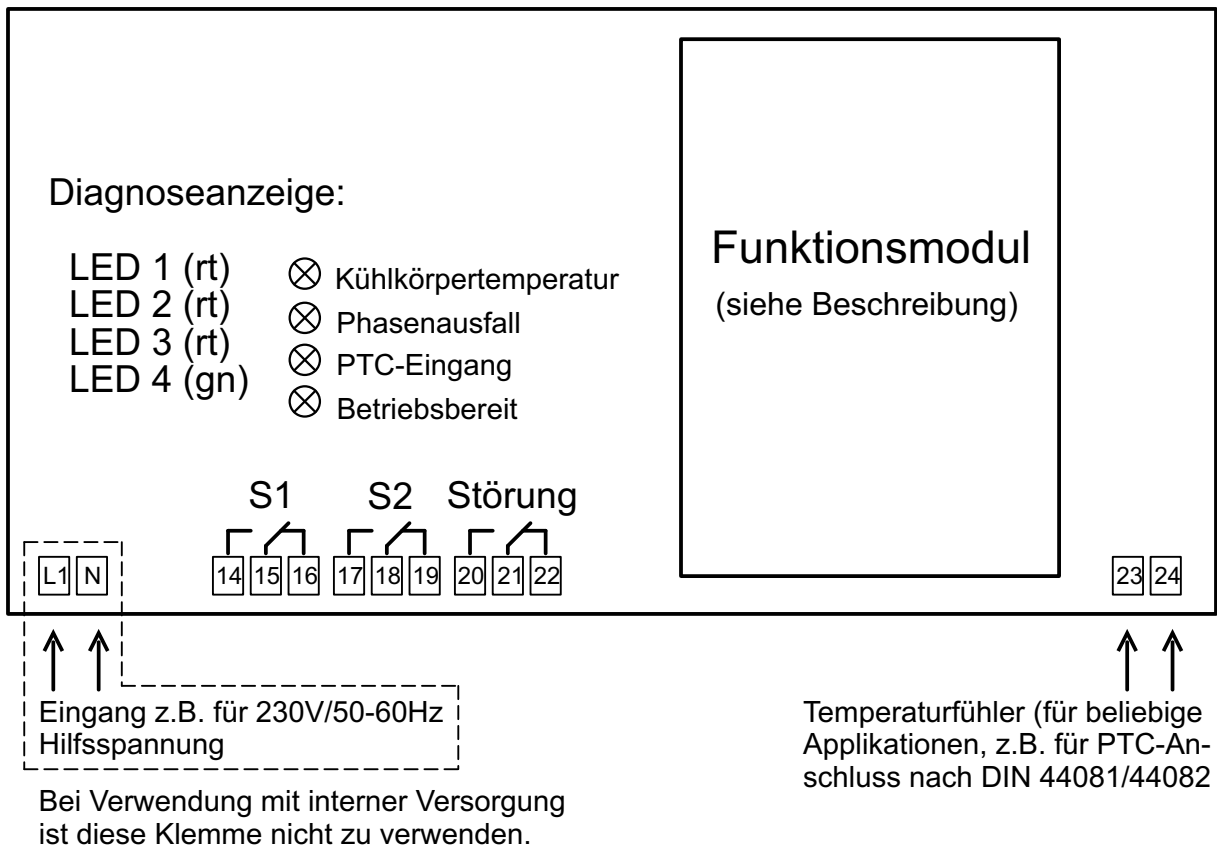 Diagnoseanzeige:
LED 1 (rt) Kühlkörpertemperatur
LED 2 (rt) Phasenausfall
LED 3 (rt) PTC-Eingang
LED 4 (gn) Betriebsbereit
Funktionsmodul
(siehe Beschreibung)
S1 S2 Störung
L1 N 14 15 16 17 18 19 20 21 22 23 24
Eingang z.B. für 230V/50-60Hz
Hilfsspannung
Bei Verwendung mit interner Versorgung
ist diese Klemme nicht zu verwenden.
Temperaturfühler (für beliebige
Applikationen, z.B. für PTC-An-
schluss nach DIN 44081/44082